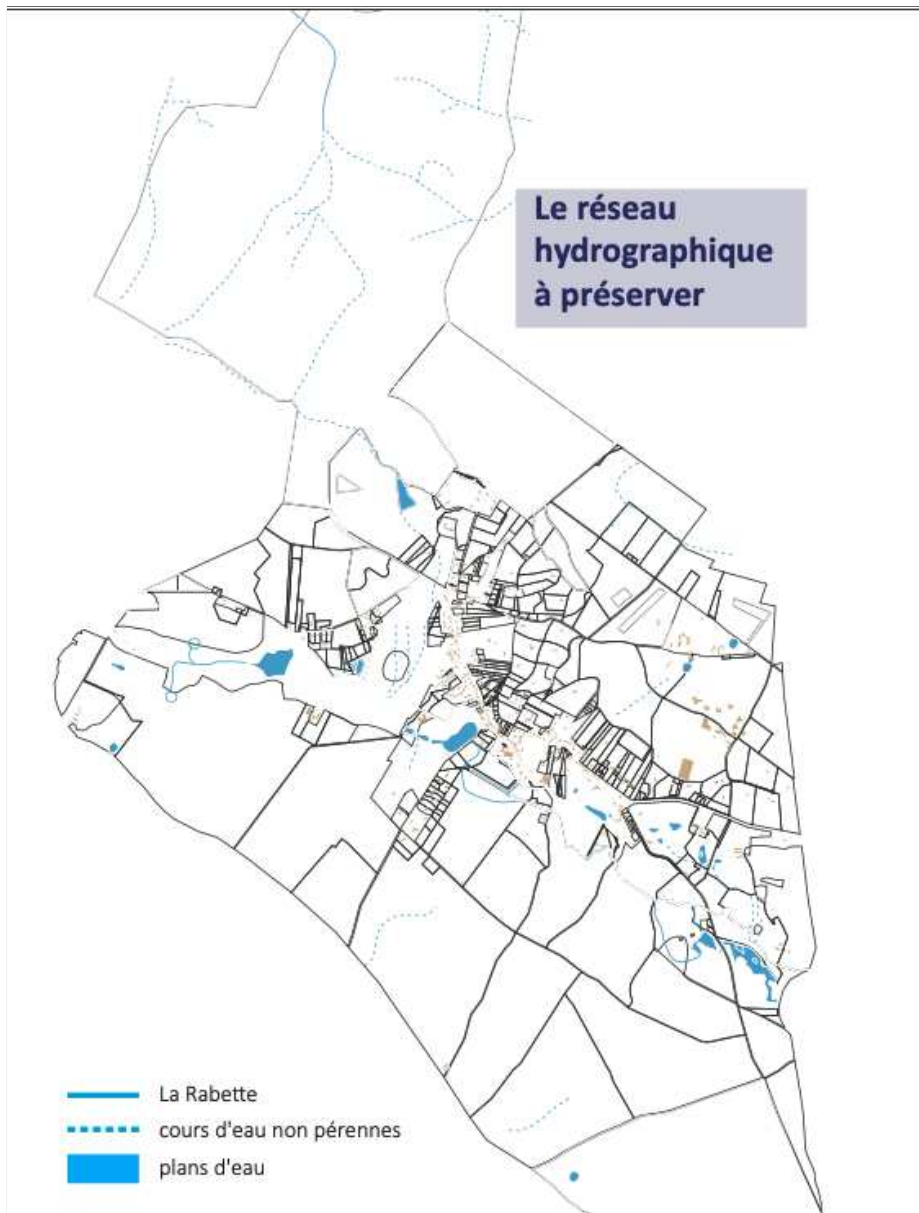 Le réseau
hydrographique
à préserver
La Rabette
cours d'eau non pérennes
plans d'eau